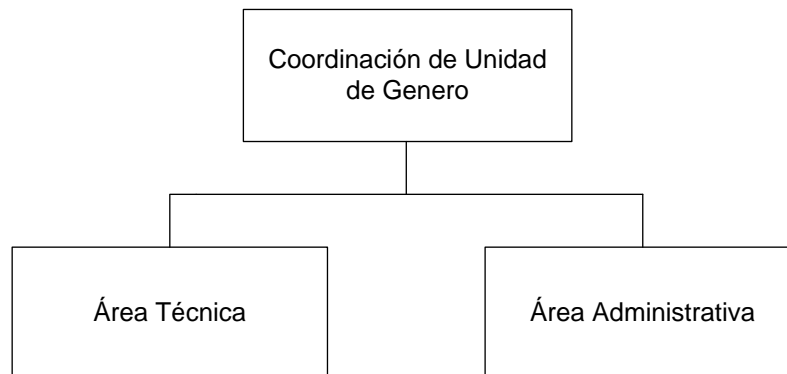 Coordinación de Unidad
de Genero
Área Técnica
Área Administrativa